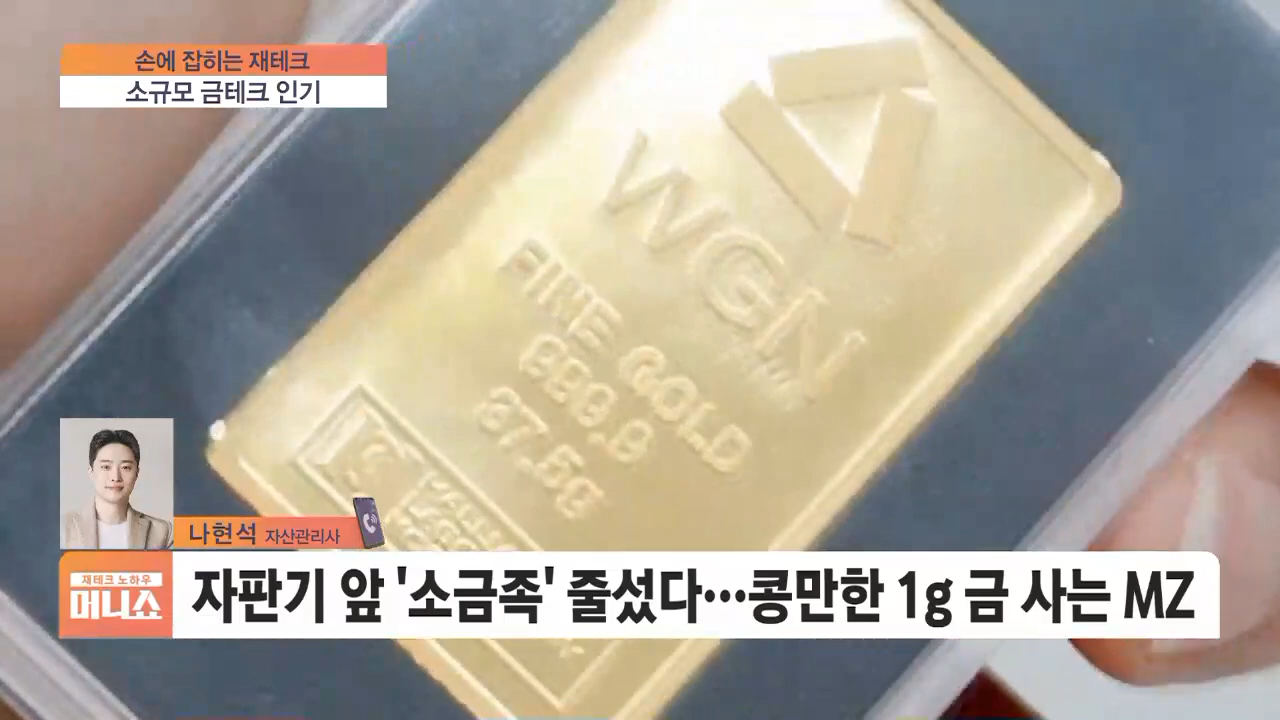 손에 잡히는 재테크
소규모 금테크 인기
WGN
FINE GOLD
999.9
37.5g
나현석 자산관리사
재테크 노하우
머니쇼
자판기 앞 '소금족' 줄섰다…콩만한 1g 금 사는 MZ